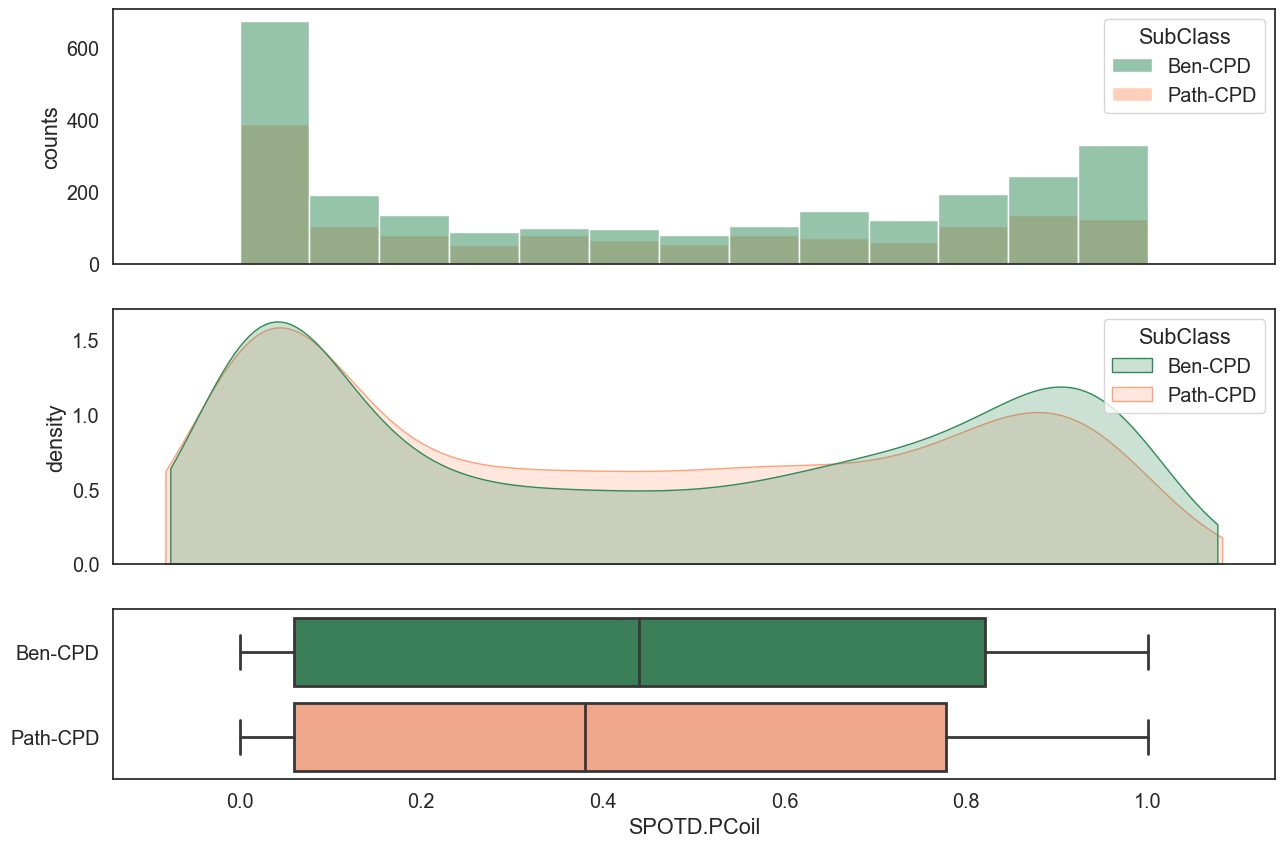 600
400
200
0
counts
SubClass
Ben-CPD
Path-CPD
1.5
1.0
0.5
0.0
density
SubClass
Ben-CPD
Path-CPD
Ben-CPD
Path-CPD
0.0 0.2 0.4 0.6 0.8 1.0
SPOTD.PCoil